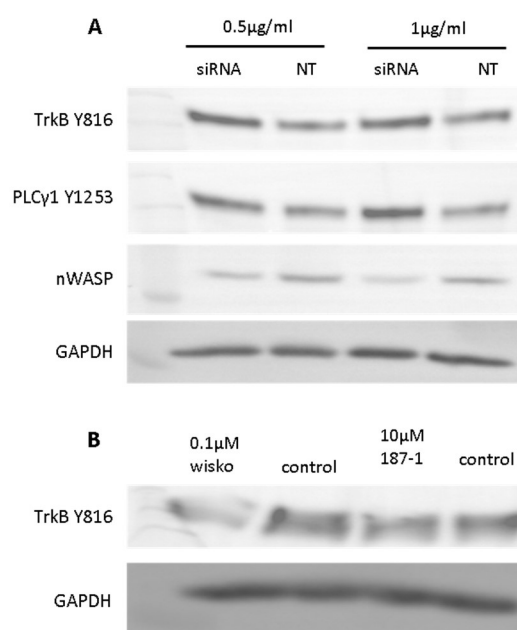 A
0.5µg/ml 1µg/ml
siRNA NT siRNA NT
TrkB Y816
PLCγ1 Y1253
nWASP
GAPDH
B
0.1µM
wisko
control
10µM
187-1
control
TrkB Y816
GAPDH